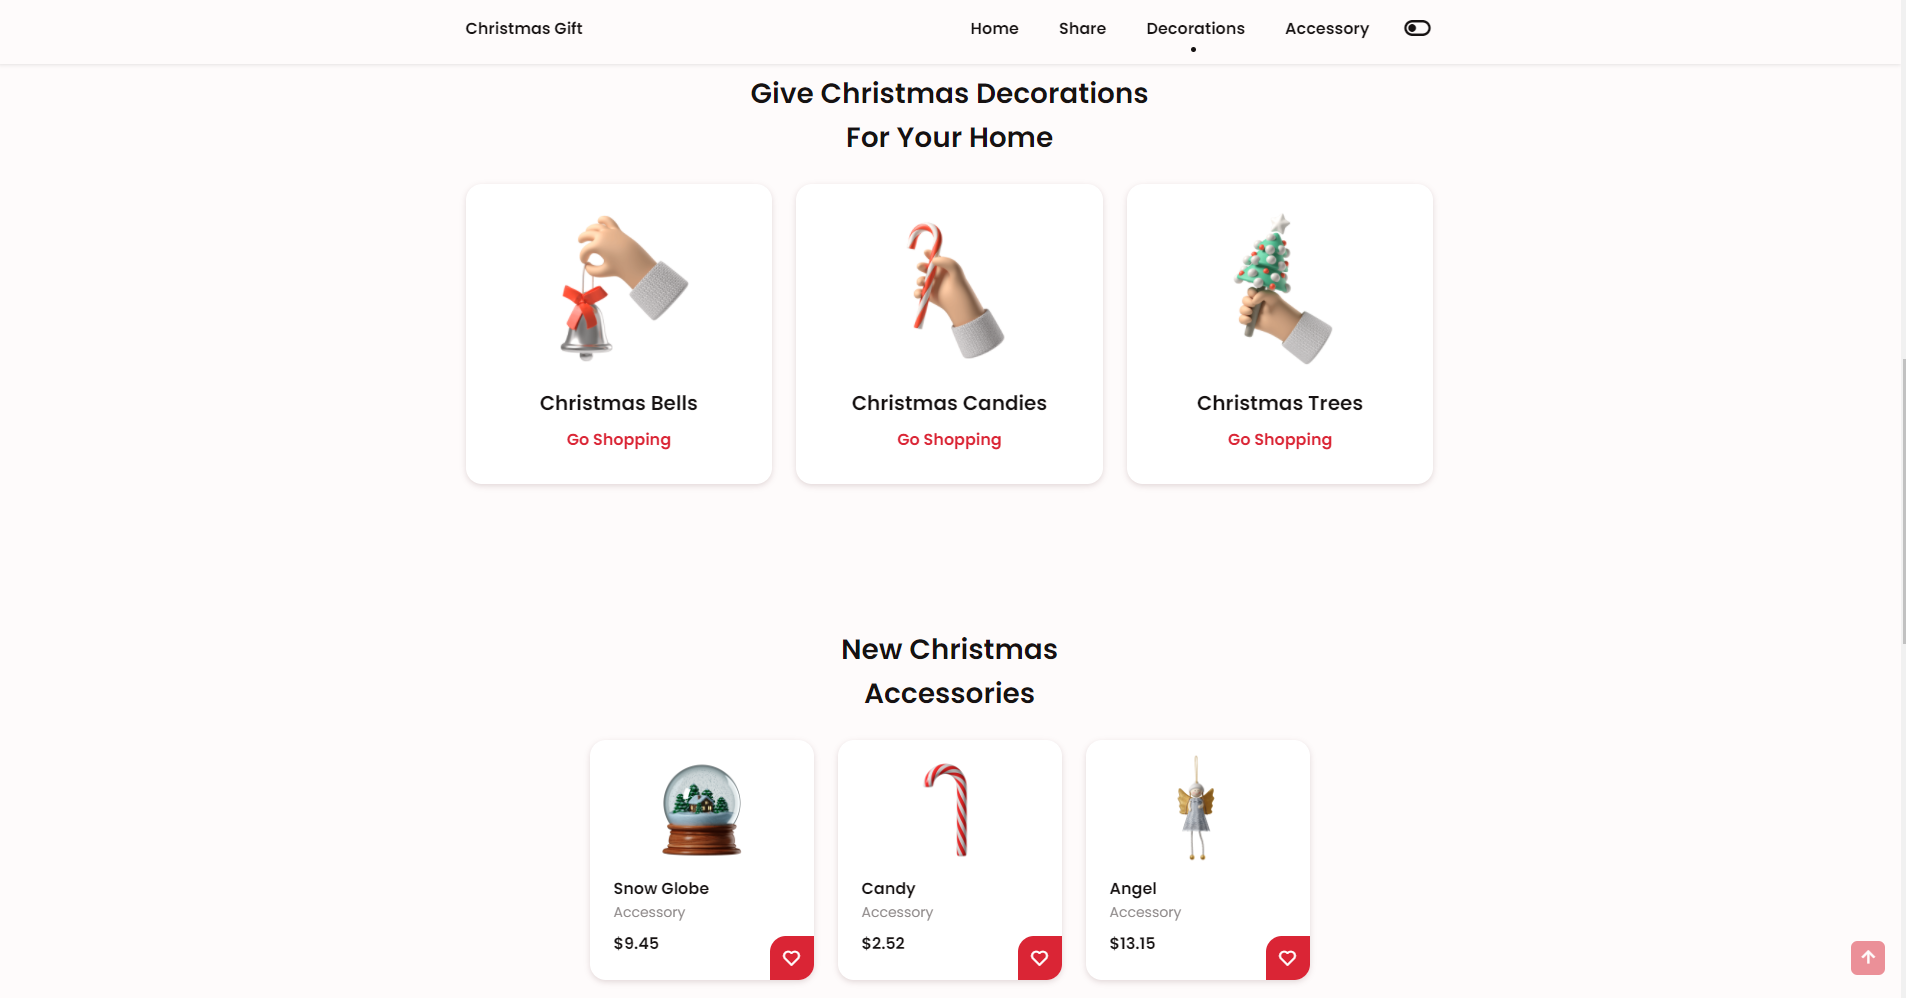 Christmas Gift
Home
Share
Decorations
Accessory
Give Christmas Decorations
For Your Home
Christmas Bells
Go Shopping
Christmas Candies
Go Shopping
Christmas Trees
Go Shopping
New Christmas
Accessories
Snow Globe
Accessory
$9.45
Candy
Accessory
$2.52
Angel
Accessory
$13.15